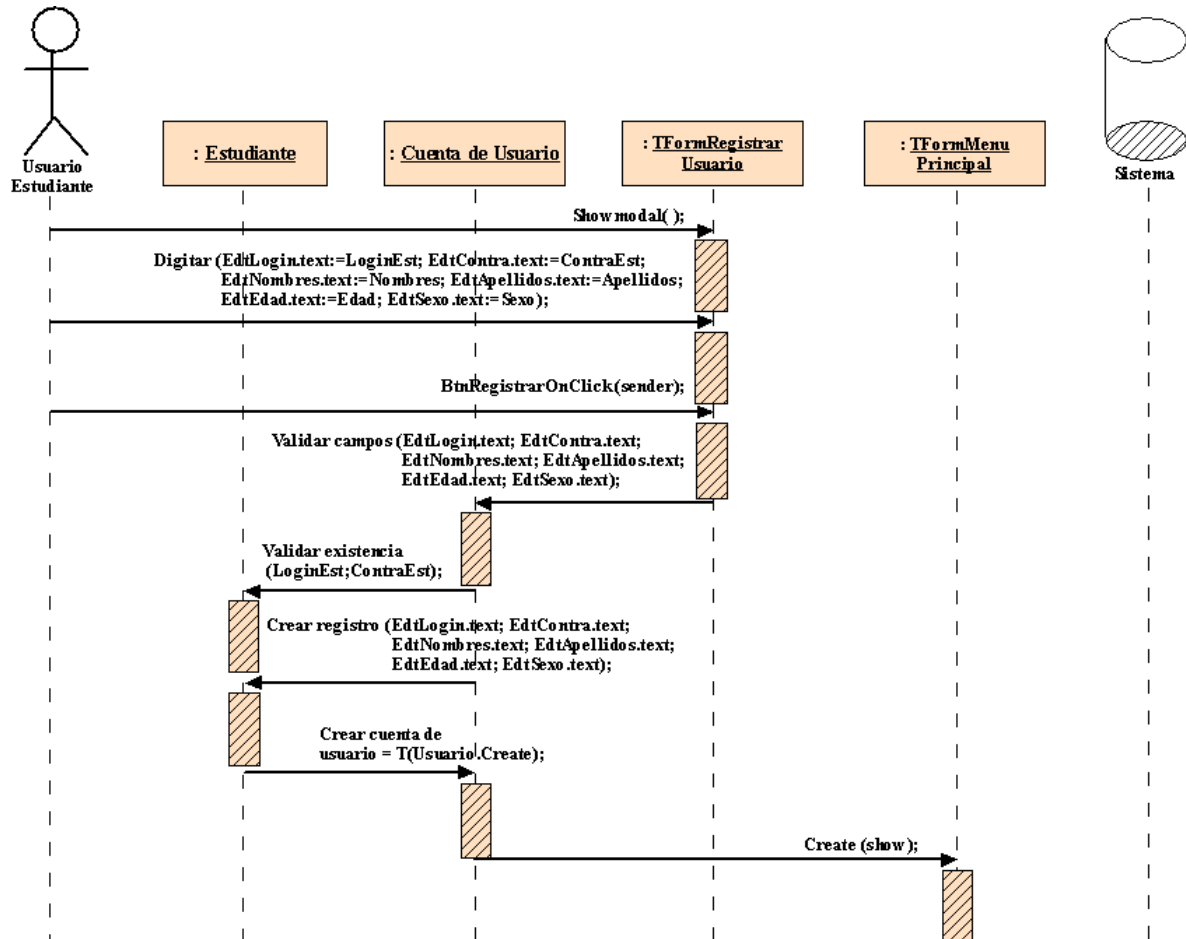 Usuario
Estudiante
: Estudiante
: Cuenta de Usuario
: TFormRegistrar
Usuario
: TFormMenu
Principal
Sistema
Show modal( );
Digitar (EdtLogin.text:=LoginEst; EdtContra.text:=ContraEst;
EdtNombres.text:=Nombres; EdtApellidos.text:=Apellidos;
EdtEdad.text:=Edad; EdtSexo.text:=Sexo);
BtnRegistrarOnClick(sender);
Validar campos (EdtLogin.text; EdtContra.text;
EdtNombres.text; EdtApellidos.text;
EdtEdad.text; EdtSexo.text);
Validar existencia
(LoginEst;ContraEst);
Crear registro (EdtLogin.text; EdtContra.text;
EdtNombres.text; EdtApellidos.text;
EdtEdad.text; EdtSexo.text);
Crear cuenta de
usuario = T(Usuario.Create);
Create (show);